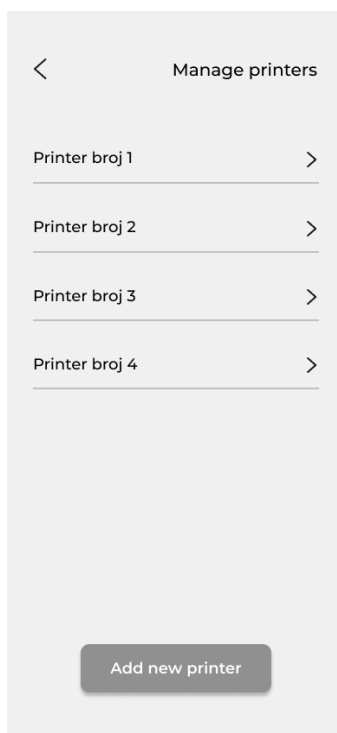 Manage printers
Printer broj 1
Printer broj 2
Printer broj 3
Printer broj 4
Add new printer